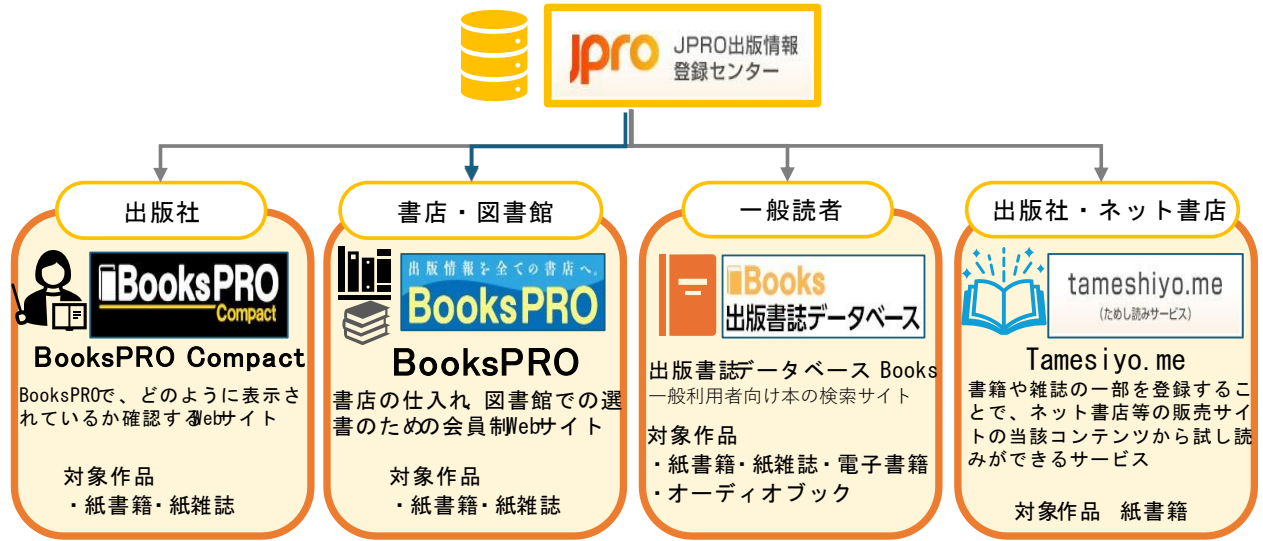 jpro JPRO出版情報
登録センター
出版社
BooksPRO
Compact
BooksPRO Compact
BooksPROで、どのように表示さ
れているか確認するWebサイト
対象作品
・紙書籍・紙雑誌
書店・図書館
出版情報を全ての書店へ。
BooksPRO
BooksPRO
書店の仕入れ 図書館での選
書のための会員制Webサイト
対象作品
・紙書籍・紙雑誌
一般読者
Books
出版書誌データベース
出版書誌データベース Books
一般利用者向け本の検索サイト
対象作品
・紙書籍・紙雑誌・電子書籍
・オーディオブック
出版社・ネット書店
tameshiyo.me
(ためし読みサービス)
Tamesiyo.me
書籍や雑誌の一部を登録するこ
とで、ネット書店等の販売サイ
トの当該コンテンツから試し読
みができるサービス
対象作品 紙書籍